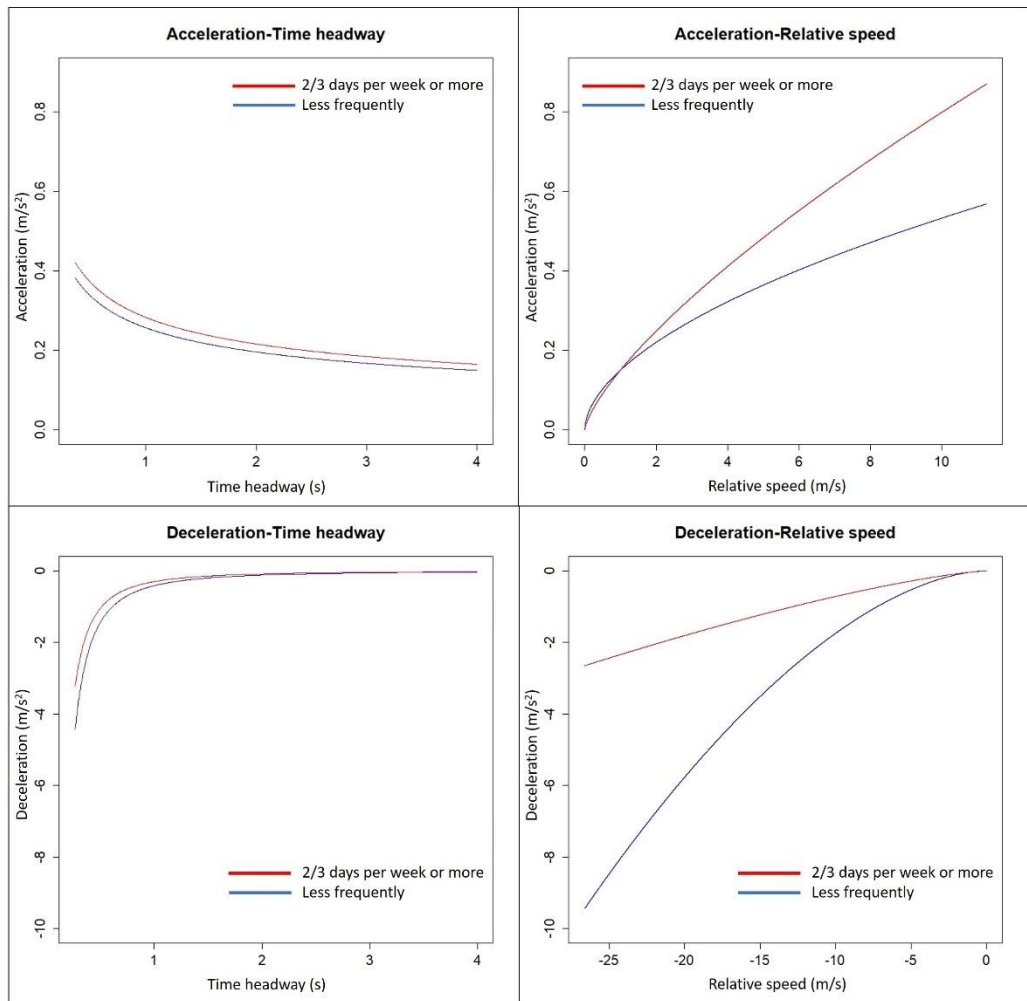 Acceleration-Time headway
2/3 days per week or more
Less frequently
Acceleration (m/s²)
0.8
0.6
0.4
0.2
0.0
1
2
3
4
Time headway (s)
Acceleration-Relative speed
2/3 days per week or more
Less frequently
Acceleration (m/s²)
0.8
0.6
0.4
0.2
0.0
0
2
4
6
8
10
Relative speed (m/s)
Deceleration-Time headway
0
-2
-4
-6
-8
-10
Deceleration (m/s²)
2/3 days per week or more
Less frequently
1
2
3
4
Time headway (s)
Deceleration-Relative speed
0
-2
-4
-6
-8
-10
Deceleration (m/s²)
2/3 days per week or more
Less frequently
-25
-20
-15
-10
-5
0
Relative speed (m/s)